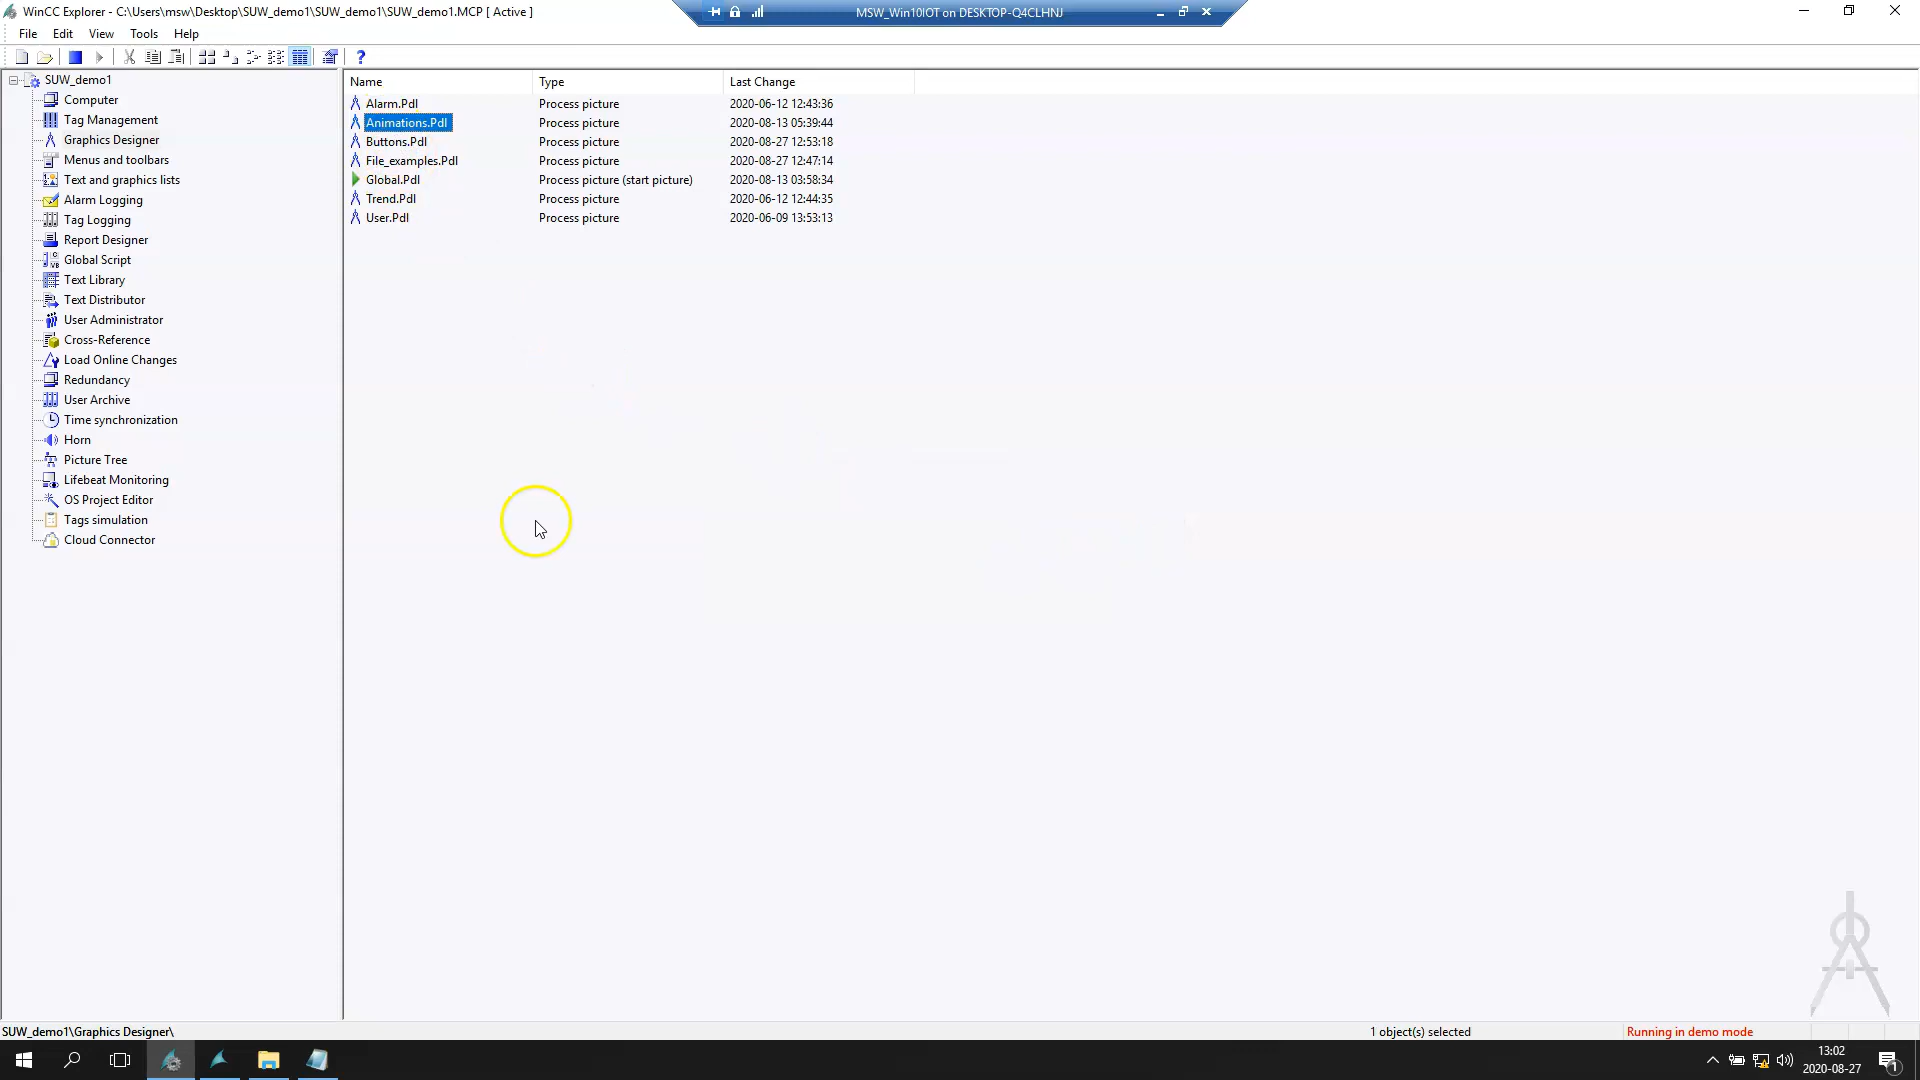 WinCC Explorer - C:\Users\msw\Desktop\SUW_demo1\SUW_demo1\SUW_demo1.MCP [ Active ]
MSW_Win10IOT on DESKTOP-Q4CLHNJ
File Edit View Tools Help
SUW_demo1
Computer
Tag Management
Graphics Designer
Menus and toolbars
Text and graphics lists
Alarm Logging
Tag Logging
Report Designer
Global Script
Text Library
Text Distributor
User Administrator
Cross-Reference
Load Online Changes
Redundancy
User Archive
Time synchronization
Horn
Picture Tree
Lifebeat Monitoring
OS Project Editor
Tags simulation
Cloud Connector
Name Type Last Change
Alarm.Pdl Process picture 2020-06-12 12:43:36
Animations.Pdl Process picture 2020-08-13 05:39:44
Buttons.Pdl Process picture 2020-08-27 12:53:18
File_examples.Pdl Process picture 2020-08-27 12:47:14
Global.Pdl Process picture (start picture) 2020-08-13 03:58:34
Trend.Pdl Process picture 2020-06-12 12:44:35
User.Pdl Process picture 2020-06-09 13:53:13
SUW_demo1\Graphics Designer\ 1 object(s) selected Running in demo mode
13:02
2020-08-27
1